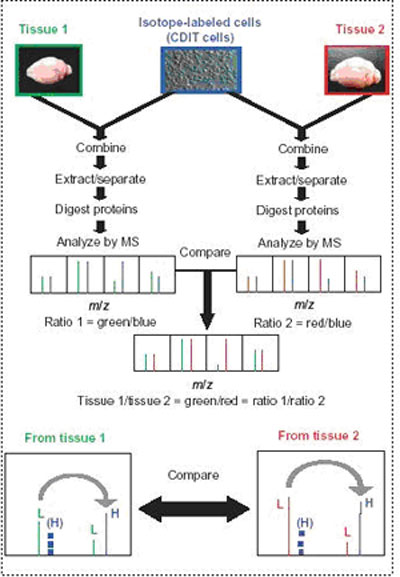 Tissue 1
Isotope-labeled cells
(CDIT cells)
Tissue 2
Combine
Extract/separate
Digest proteins
Analyze by MS
Combine
Extract/separate
Digest proteins
Analyze by MS
Compare
m/z
Ratio 1 = green/blue
m/z
Ratio 2 = red/blue
m/z
Tissue 1/tissue 2 = green/red = ratio 1/ratio 2
From tissue 1
From tissue 2
Compare
L
(H)
L
H
L
(H)
L
H